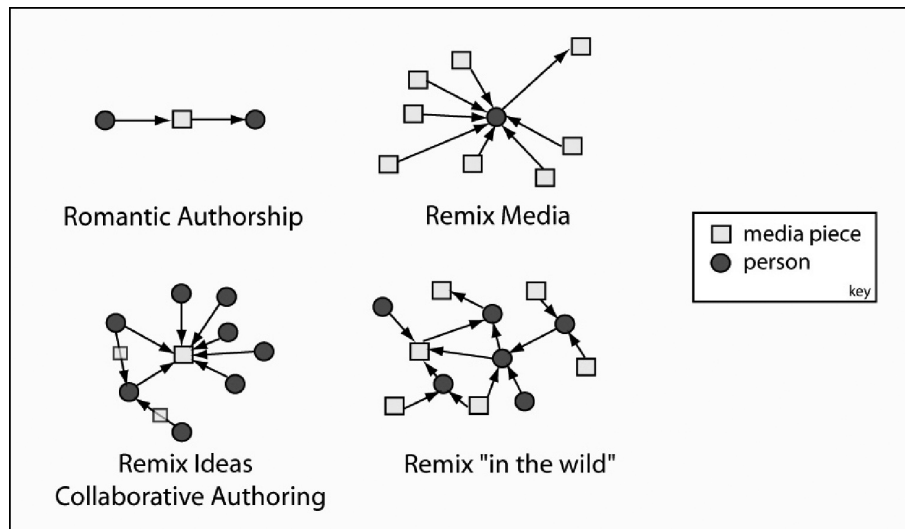 Romantic Authorship
Remix Media
media piece
person
key
Remix Ideas
Collaborative Authoring
Remix "in the wild"